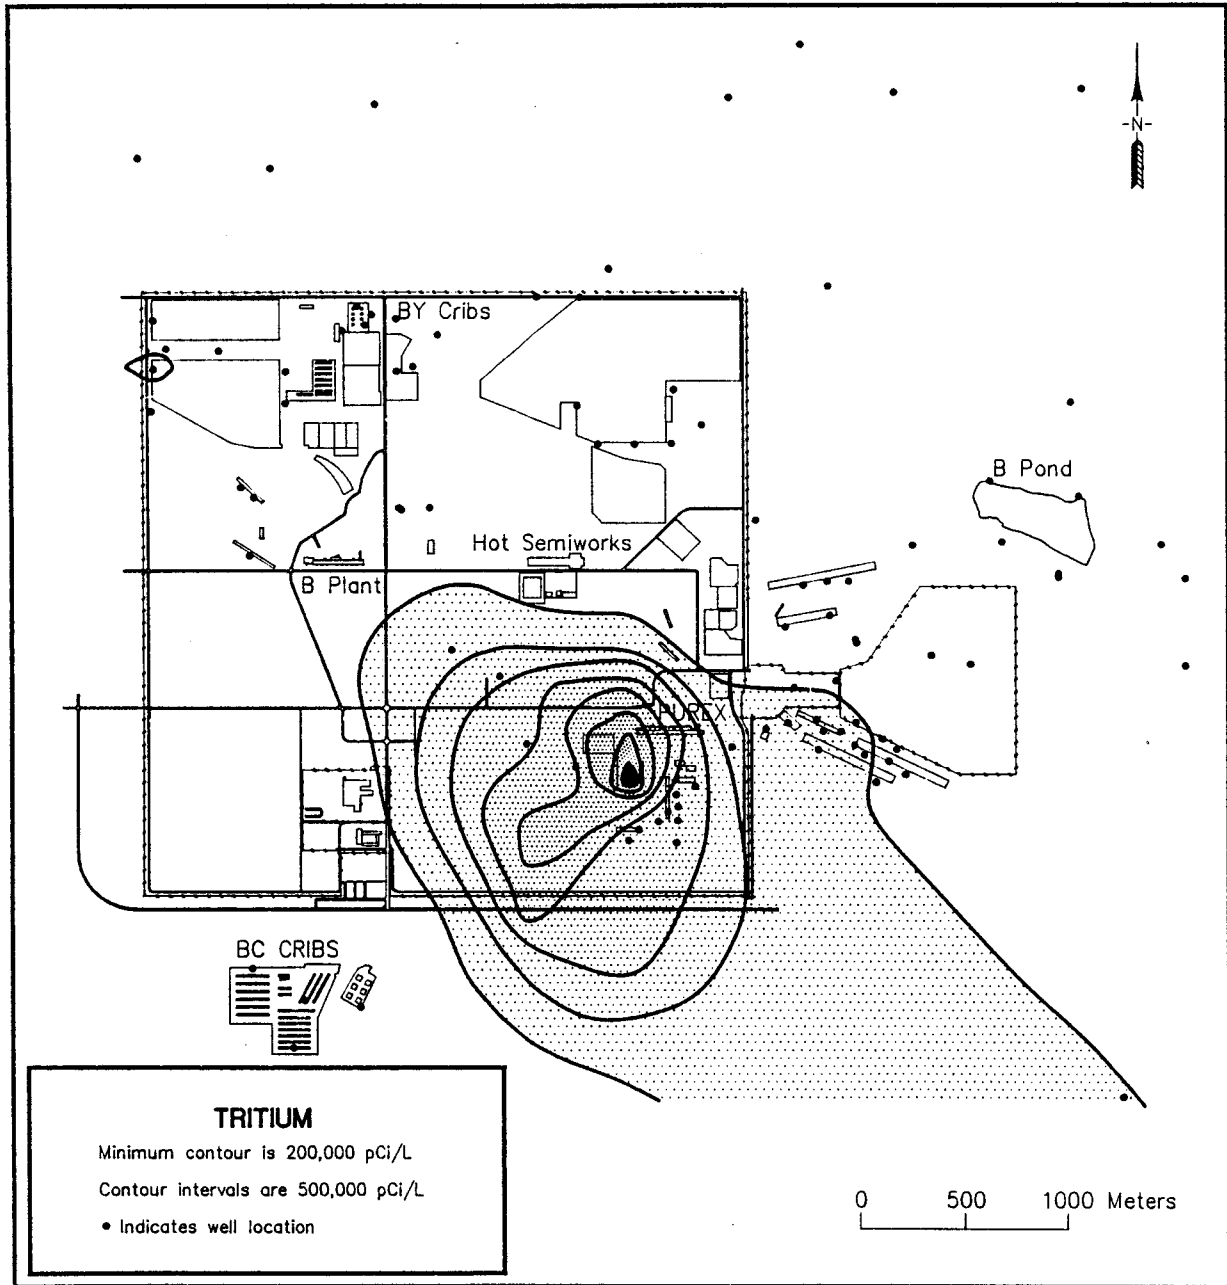 -N-
BY Cribs
B Pond
Hot Semiworks
B Plant
PUREX
BC CRIBS
TRITIUM
Minimum contour is 200,000 pCi/L
Contour intervals are 500,000 pCi/L
• Indicates well location
0 500 1000 Meters